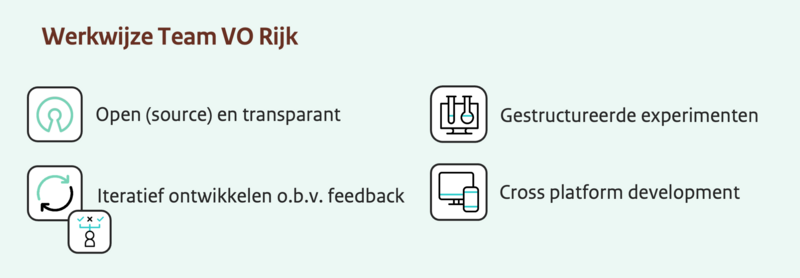 Werkwijze Team VO Rijk
Open (source) en transparant
Gestructureerde experimenten
Iteratief ontwikkelen o.b.v. feedback
Cross platform development